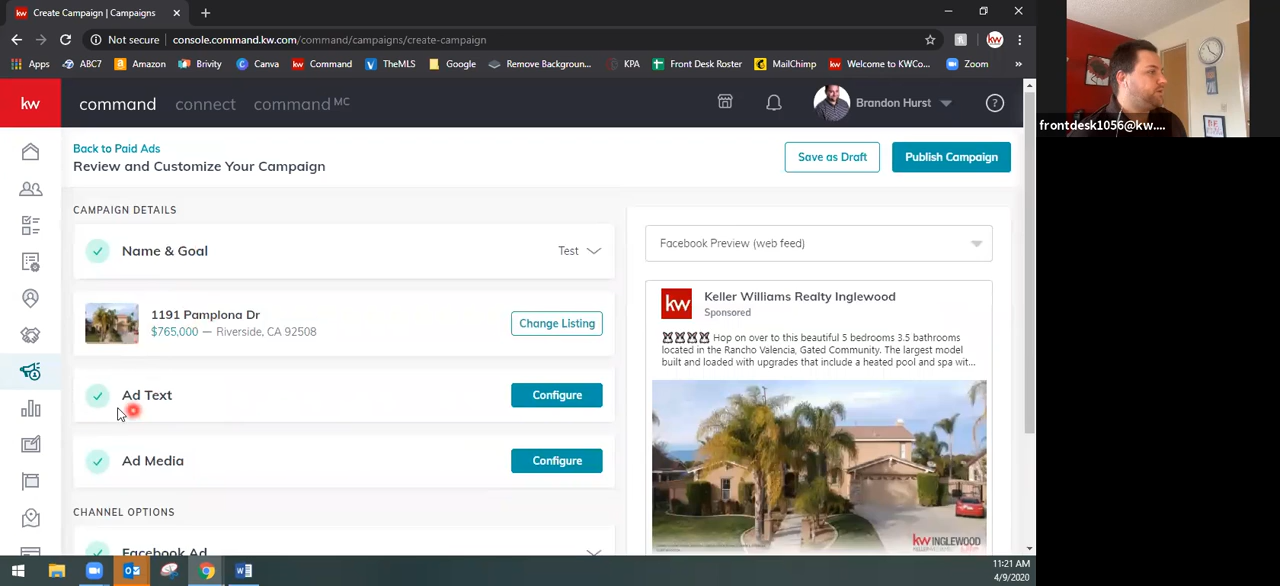 Create Campaign | Campaigns
Not secure | console.command.kw.com/command/campaigns/create-campaign
Apps ABC7 Amazon Brivity Canva Command TheMLS Google Remove Backgroun... KPA Front Desk Roster MailChimp Welcome to KWCo... Zoom »
kw command connect command MC Brandon Hurst
Back to Paid Ads
Review and Customize Your Campaign
Save as Draft
Publish Campaign
CAMPAIGN DETAILS
Name & Goal
Test
1191 Pamplona Dr
$765,000 — Riverside, CA 92508
Change Listing
Ad Text
Configure
Ad Media
Configure
CHANNEL OPTIONS
Facebook Ad
Facebook Preview (web feed)
kw
Keller Williams Realty Inglewood
Sponsored
Hop on over to this beautiful 5 bedrooms 3.5 bathrooms
located in the Rancho Valencia, Gated Community. The largest model
built and loaded with upgrades that include a heated pool and spa wit...
kw INGLEWOOD
frontdesk1056@kw....
11:21 AM
4/9/2020